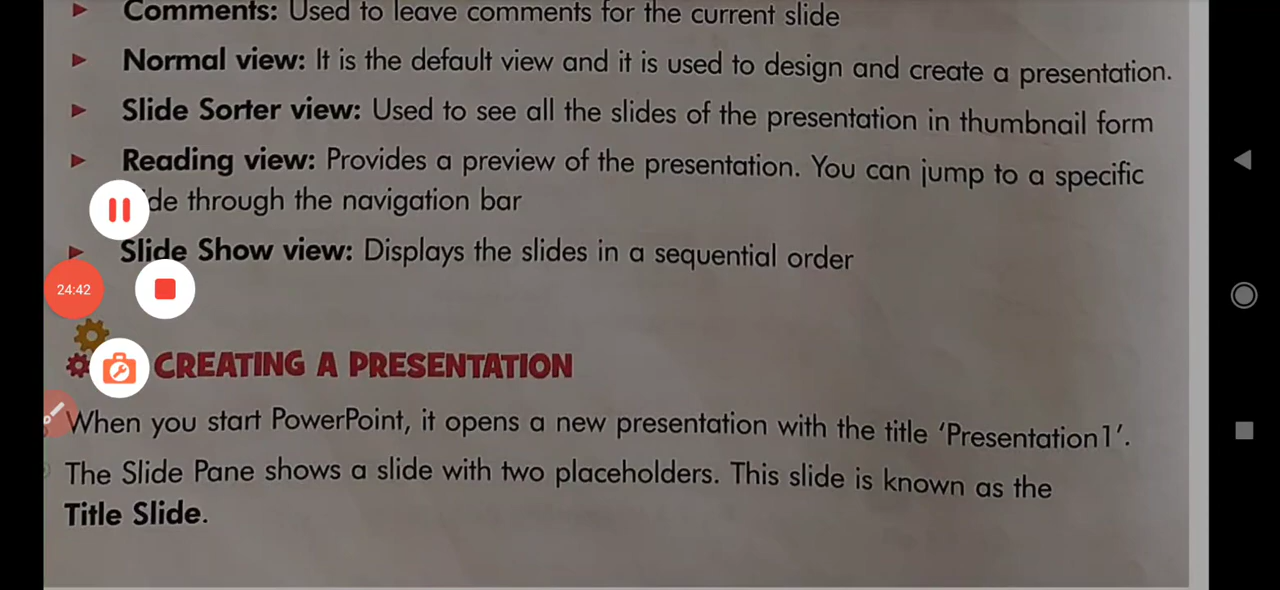 Comments: Used to leave comments for the current slide
Normal view: It is the default view and it is used to design and create a presentation.
Slide Sorter view: Used to see all the slides of the presentation in thumbnail form
Reading view: Provides a preview of the presentation. You can jump to a specific
de through the navigation bar
Slide Show view: Displays the slides in a sequential order
24:42
CREATING A PRESENTATION
When you start PowerPoint, it opens a new presentation with the title ‘Presentation1’.
The Slide Pane shows a slide with two placeholders. This slide is known as the
Title Slide.